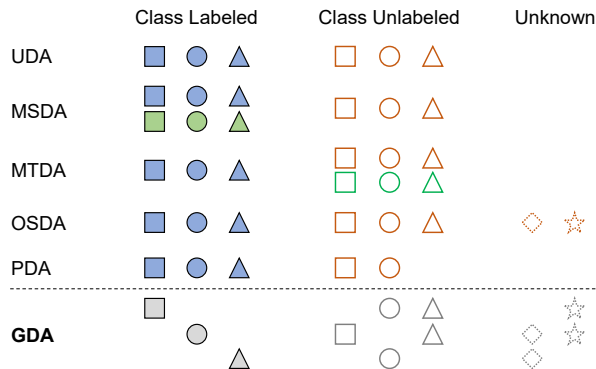 Class Labeled Class Unlabeled Unknown
UDA
MSDA
MTDA
OSDA
PDA
GDA